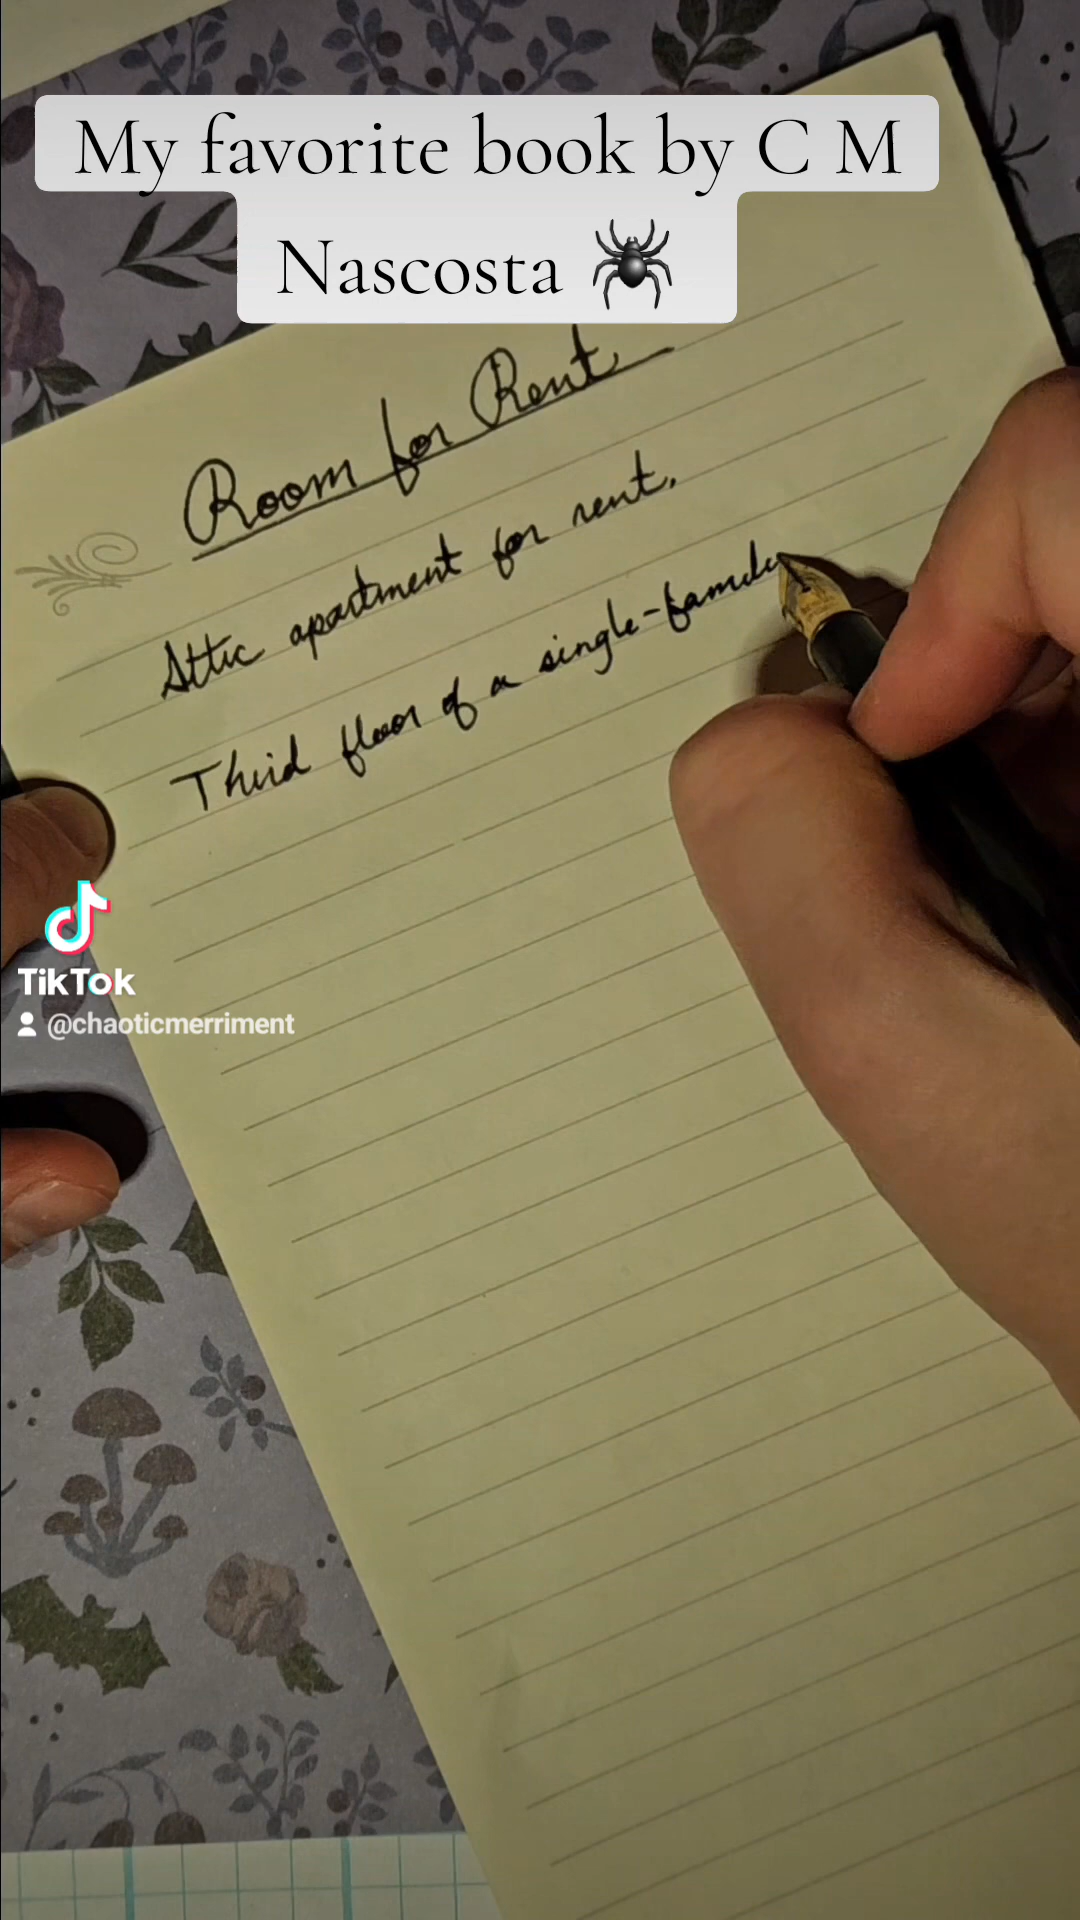 My favorite book by C M
Nascosta 🕷️
Room for Rent
Attic apartment for rent.
Third floor of a single-family
TikTok
@chaoticmerriment